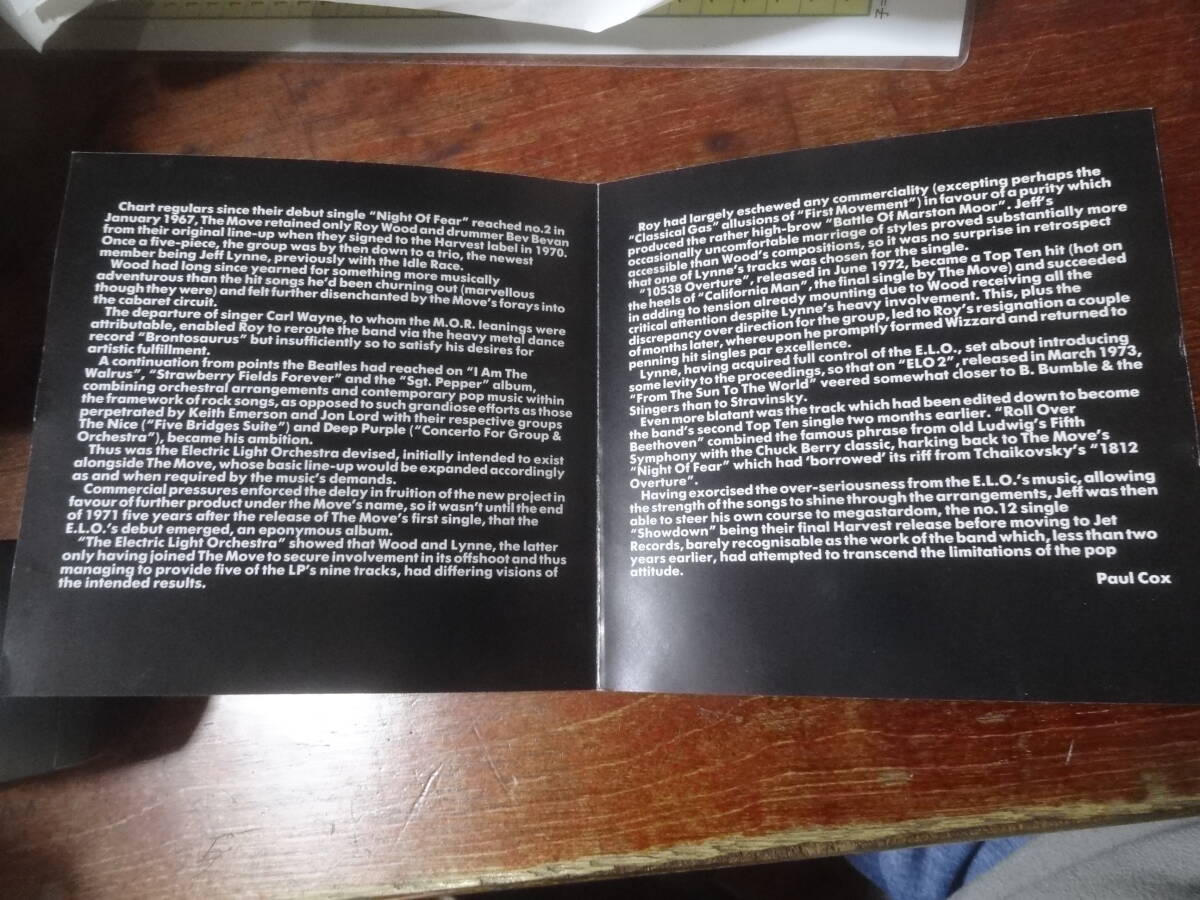 Chart regulars since their debut single “Night Of Fear” reached no.2 in
January 1967, The Move retained only Roy Wood and drummer Bev Bevan
from their original line-up when they signed to the Harvest label in 1970.
Once a five-piece, the group was by then down to a trio, the newest
member being Jeff Lynne, previously with the Idle Race.
Wood had long since yearned for something more musically
adventurous than the hit songs he’d been churning out (marvellous
though they were) and felt further disenchanted by the Move’s forays into
the cabaret circuit.
The departure of singer Carl Wayne, to whom the M.O.R. leanings were
attributable, enabled Roy to reroute the band via the heavy metal dance
record “Brontosaurus” but insufficiently so to satisfy his desires for
artistic fulfillment.
A continuation from points the Beatles had reached on “I Am The
Walrus”, “Strawberry Fields Forever” and the “Sgt. Pepper” album,
combining orchestral arrangements and contemporary pop music within
the framework of rock songs, as opposed to such grandiose efforts as those
perpetrated by Keith Emerson and Jon Lord with their respective groups
The Nice (“Five Bridges Suite”) and Deep Purple (“Concerto For Group &
Orchestra”), became his ambition.
Thus was the Electric Light Orchestra devised, initially intended to exist
alongside The Move, whose basic line-up would be expanded accordingly
as and when required by the music’s demands.
Commercial pressures enforced the delay in fruition of the new project in
favour of further product under the Move’s name, so it wasn’t until the end
of 1971 five years after the release of The Move’s first single, that the
E.L.O.’s debut emerged, an eponymous album.
“The Electric Light Orchestra” showed that Wood and Lynne, the latter
only having joined The Move to secure involvement in its offshoot and thus
managing to provide five of the LP’s nine tracks, had differing visions of
the intended results.
Roy had largely eschewed any commerciality (excepting perhaps the
“Classical Gas” allusions of “First Movement”) in favour of a purity which
produced the rather high-brow “Battle Of Marston Moor”. Jeff’s
occasionally uncomfortable marriage of styles proved substantially more
accessible than Wood’s compositions, so it was no surprise in retrospect
that one of Lynne’s tracks was chosen for the single.
“10538 Overture”, released in June 1972, became a Top Ten hit (hot on
the heels of “California Man”, the final single by The Move) and succeeded
in adding to tension already mounting due to Wood receiving all the
critical attention despite Lynne’s heavy involvement. This, plus the
discrepancy over direction for the group, led to Roy’s resignation a couple
of months later, whereupon he promptly formed Wizzard and returned to
penning hit singles par excellence.
Lynne, having acquired full control of the E.L.O., set about introducing
some levity to the proceedings, so that on “ELO 2”, released in March 1973,
“From The Sun To The World” veered somewhat closer to B. Bumble & the
Stingers than to Stravinsky.
Even more blatant was the track which had been edited down to become
the band’s second Top Ten single two months earlier. “Roll Over
Beethoven” combined the famous phrase from old Ludwig’s Fifth
Symphony with the Chuck Berry classic, harking back to The Move’s
“Night Of Fear” which had ‘borrowed’ its riff from Tchaikovsky’s “1812
Overture”.
Having exorcised the over-seriousness from the E.L.O.’s music, allowing
the strength of the songs to shine through the arrangements, Jeff was then
able to steer his own course to megastardom, the no.12 single
“Showdown” being their final Harvest release before moving to Jet
Records, barely recognisable as the work of the band which, less than two
years earlier, had attempted to transcend the limitations of the pop
attitude.
Paul Cox